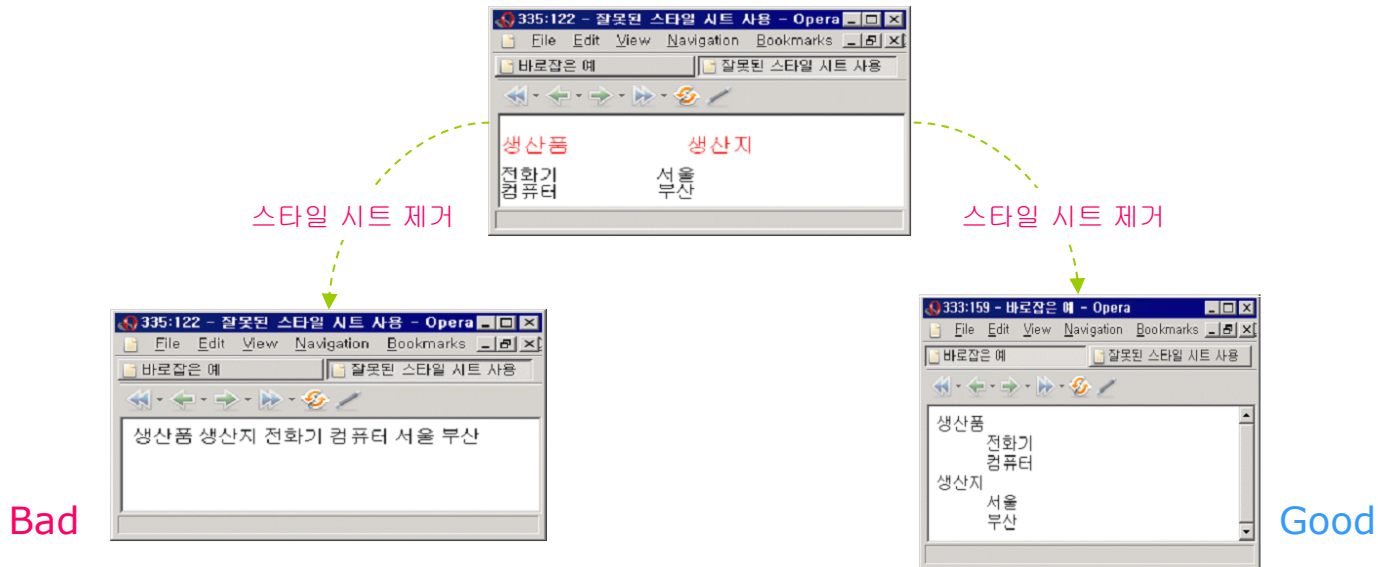 335:122 - 잘못된 스타일 시트 사용 - Opera
File Edit View Navigation Bookmarks
바로잡은 예 잘못된 스타일 시트 사용
생산품 생산지
전화기 서울
컴퓨터 부산
스타일 시트 제거
스타일 시트 제거
335:122 - 잘못된 스타일 시트 사용 - Opera
File Edit View Navigation Bookmarks
바로잡은 예 잘못된 스타일 시트 사용
생산품 생산지 전화기 컴퓨터 서울 부산
Bad
333:159 - 바로잡은 예 - Opera
File Edit View Navigation Bookmarks
바로잡은 예 잘못된 스타일 시트 사용
생산품
전화기
컴퓨터
생산지
서울
부산
Good